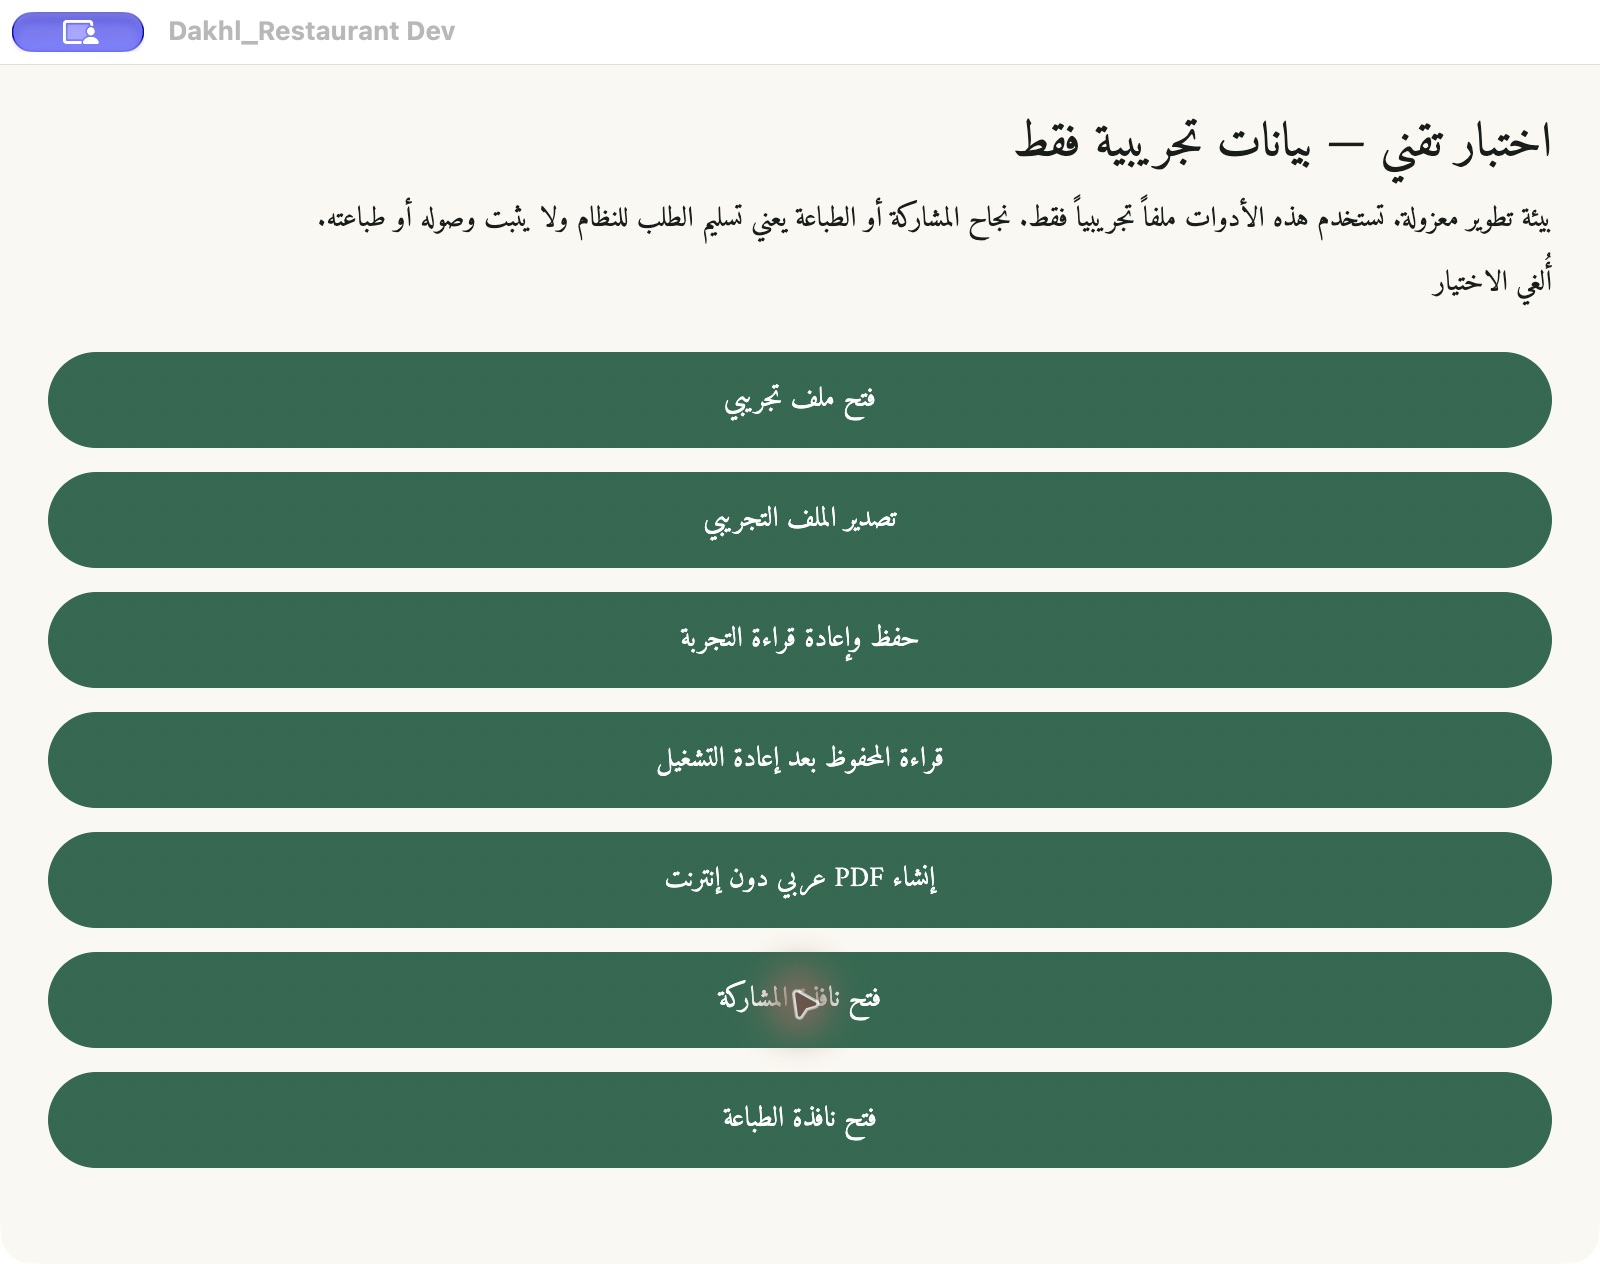 Dakhl_Restaurant Dev
اختبار تقني — بيانات تجريبية فقط
بيئة تطوير معزولة. تستخدم هذه الأدوات ملفاً تجريبياً فقط. نجاح المشاركة أو الطباعة يعني تسليم الطلب للنظام ولا يثبت وصوله أو طباعته.
أُلغي الاختيار
فتح ملف تجريبي
تصدير الملف التجريبي
حفظ وإعادة قراءة التجربة
قراءة المحفوظ بعد إعادة التشغيل
إنشاء PDF عربي دون إنترنت
فتح نافذة المشاركة
فتح نافذة الطباعة